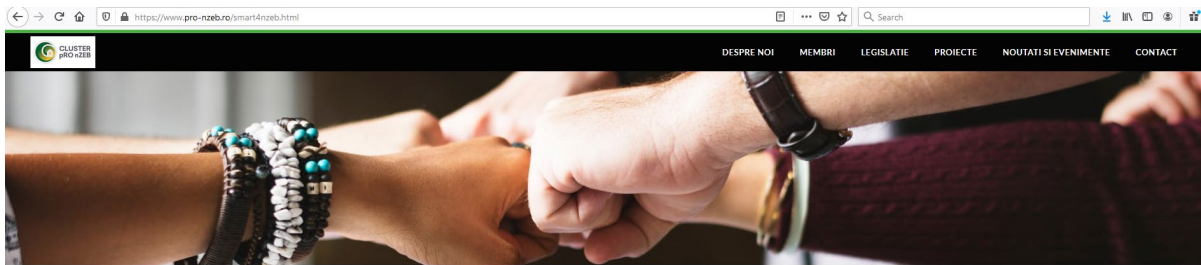 https://www.pro-nzeb.ro/smart4nzeb.html
Search
CLUSTER
pRO nZEB
DESPRE NOI MEMBRI LEGISLATIE PROIECTE NOUTATI SI EVENIMENTE CONTACT